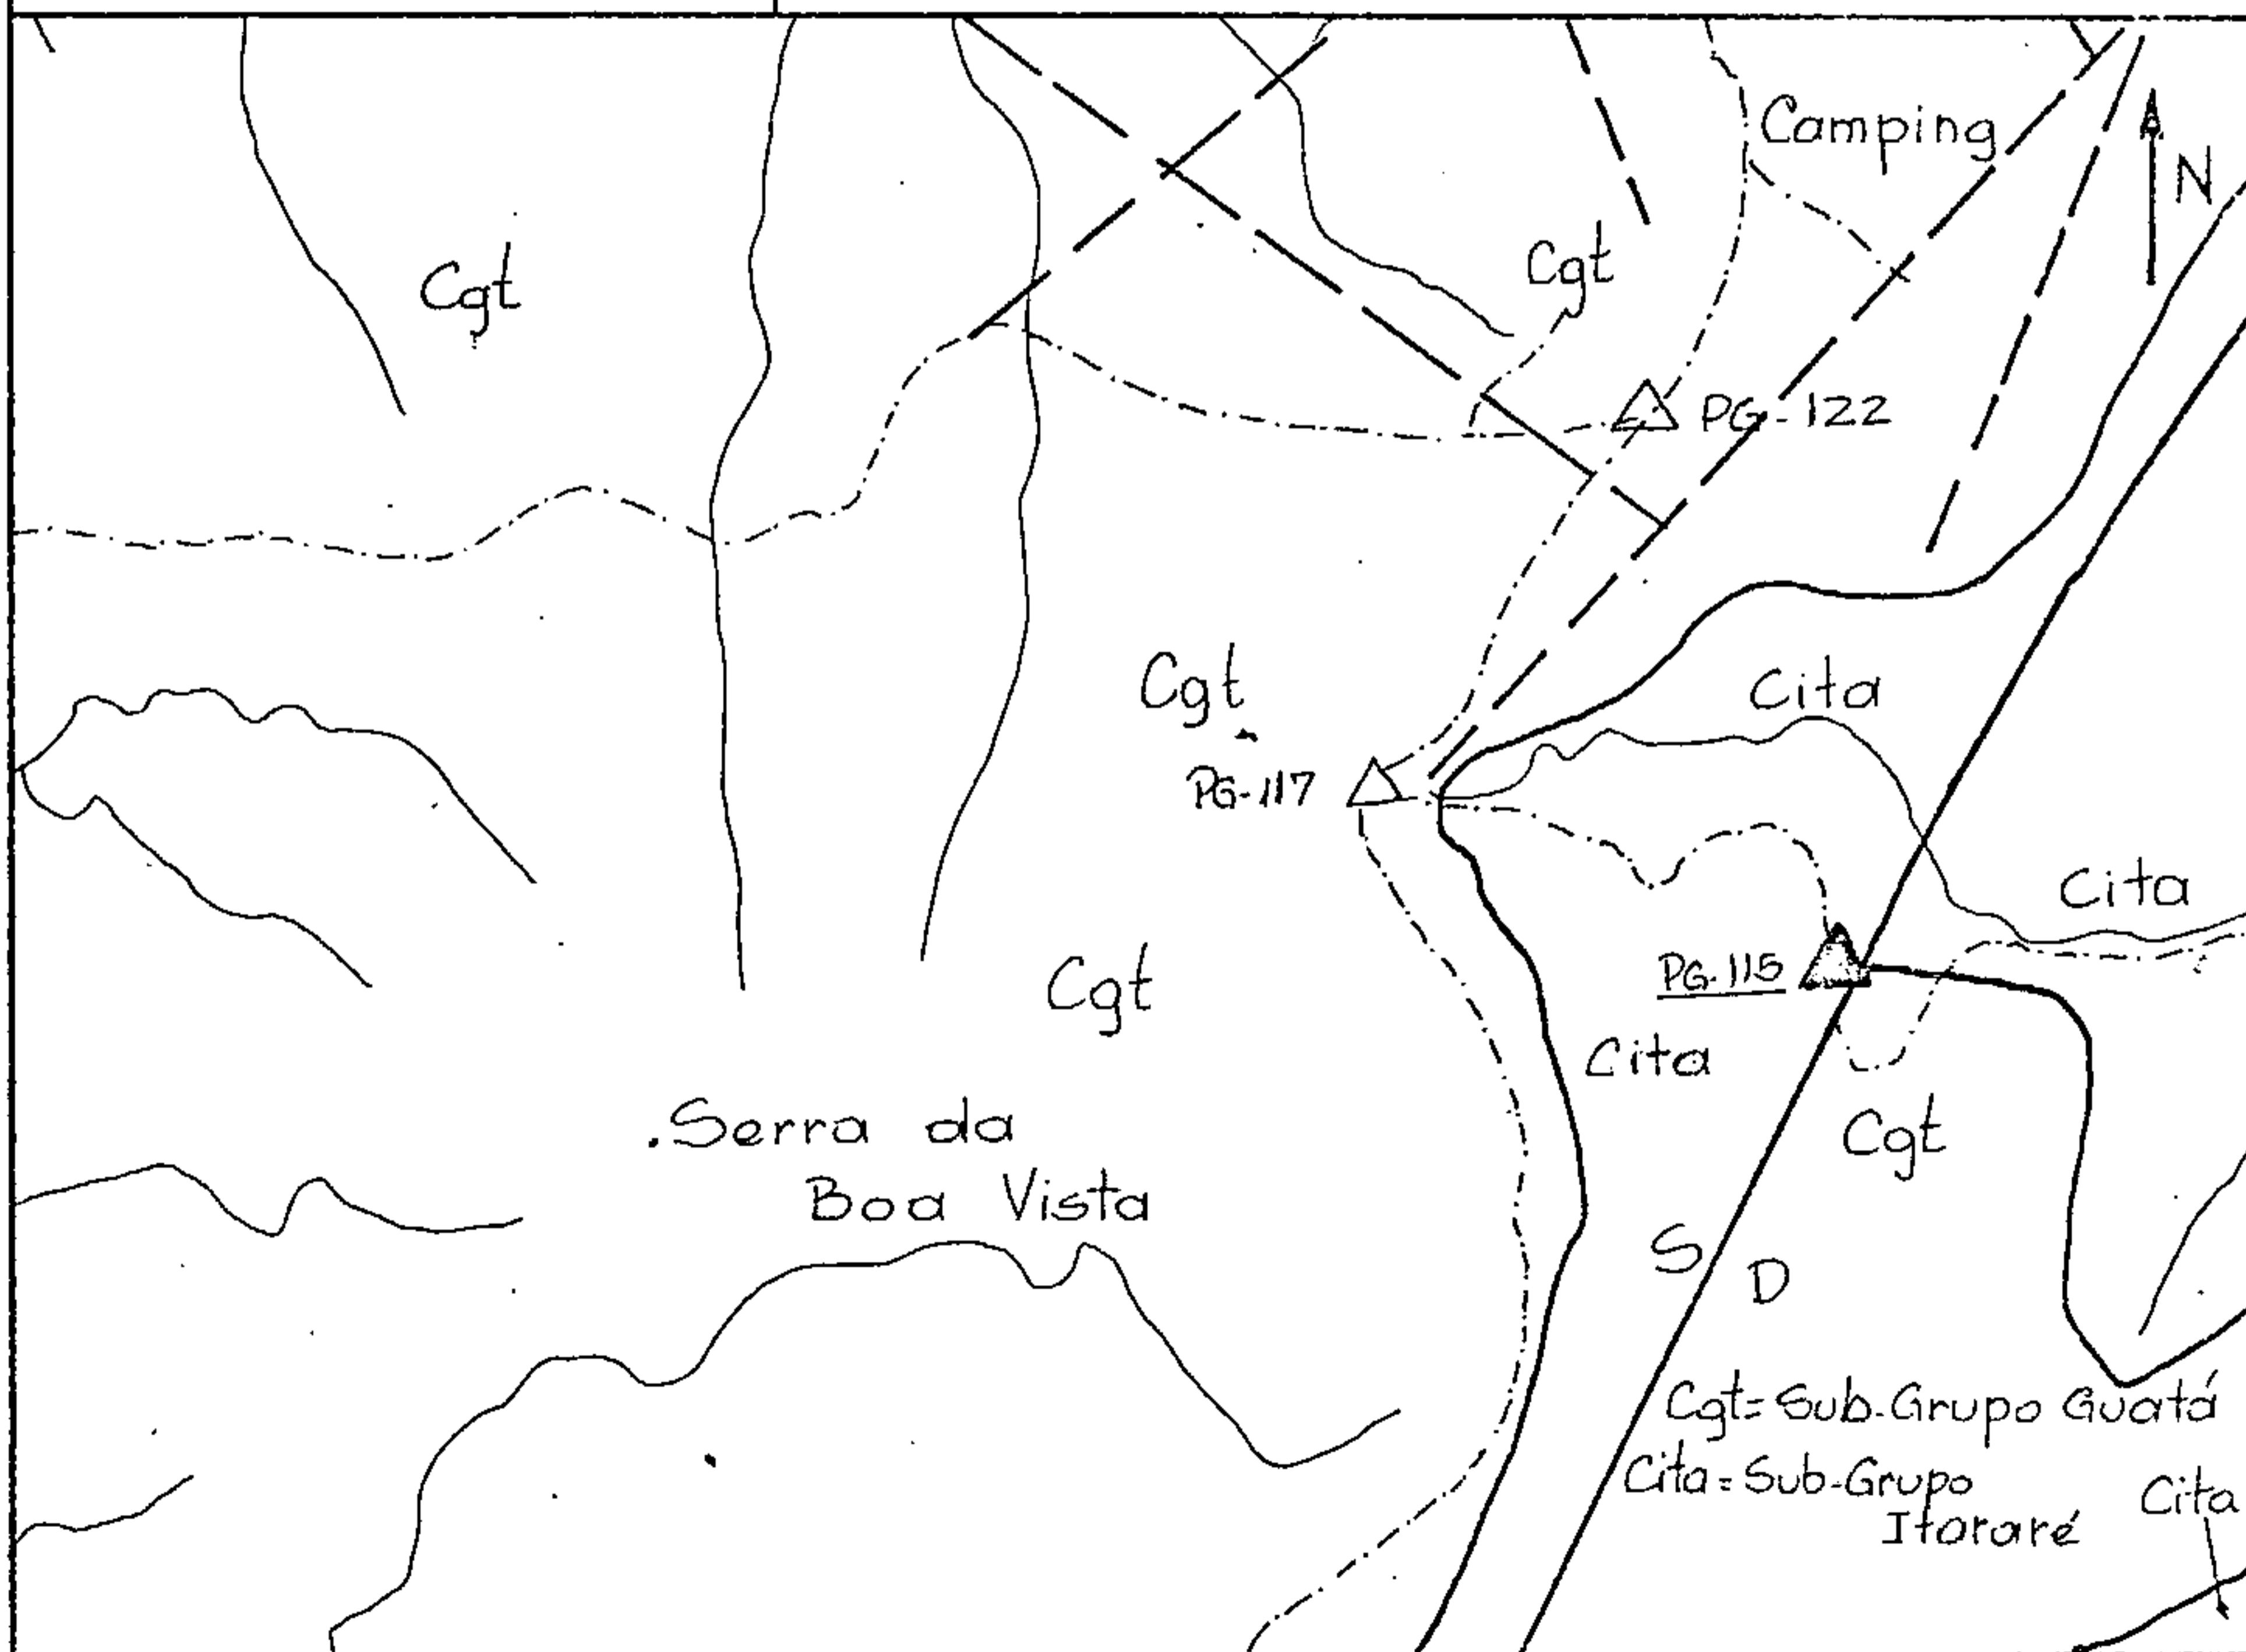 Camping
N
Cgt
Cgt
PG-122
Cgt
Cita
PG-117
Cita
PG-115
Cgt
Cita
Cgt
Serra da
Boa Vista
S
D
Cgt=Sub-Grupo Guatá
Cita=Sub-Grupo
Itararé
Cita